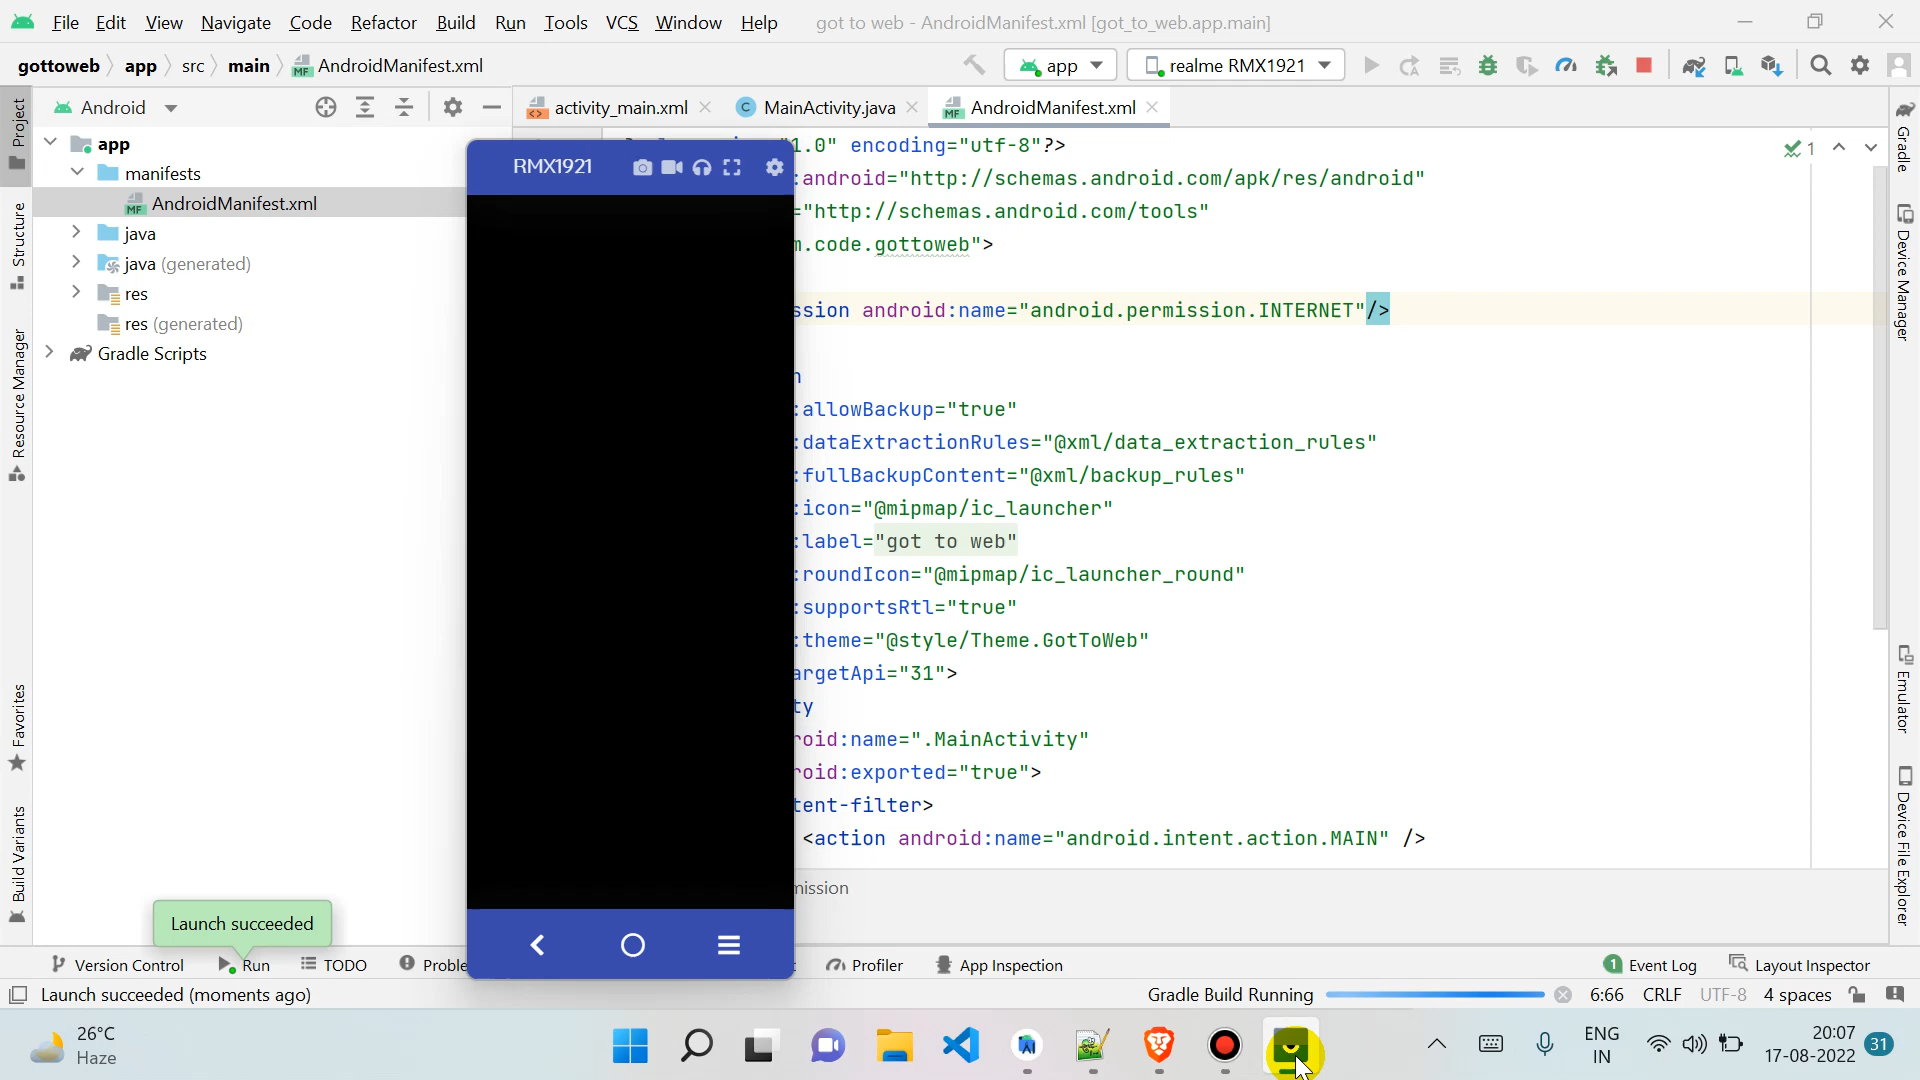 File Edit View Navigate Code Refactor Build Run Tools VCS Window Help got to web - AndroidManifest.xml [got_to_web.app.main]
gottoweb app src main AndroidManifest.xml app realme RMX1921
Project
Android
activity_main.xml MainActivity.java AndroidManifest.xml
Gradle
app
manifests
AndroidManifest.xml
java
java (generated)
res
res (generated)
Gradle Scripts
Structure
Resource Manager
Favorites
Build Variants
RMX1921
1.0" encoding="utf-8"?>
1
:android="http://schemas.android.com/apk/res/android"
="http://schemas.android.com/tools"
m.code.gottoweb">
ssion android:name="android.permission.INTERNET"/>
n
:allowBackup="true"
:dataExtractionRules="@xml/data_extraction_rules"
:fullBackupContent="@xml/backup_rules"
:icon="@mipmap/ic_launcher"
:label="got to web"
:roundIcon="@mipmap/ic_launcher_round"
:supportsRtl="true"
:theme="@style/Theme.GotToWeb"
argetApi="31">
ty
roid:name=".MainActivity"
roid:exported="true">
tent-filter>
<action android:name="android.intent.action.MAIN" />
mission
Device Manager
Emulator
Device File Explorer
Launch succeeded
Version Control Run TODO Proble Profiler App Inspection 1 Event Log Layout Inspector
Launch succeeded (moments ago) Gradle Build Running 6:66 CRLF UTF-8 4 spaces
26°C
Haze
ENG
IN
20:07
17-08-2022
31